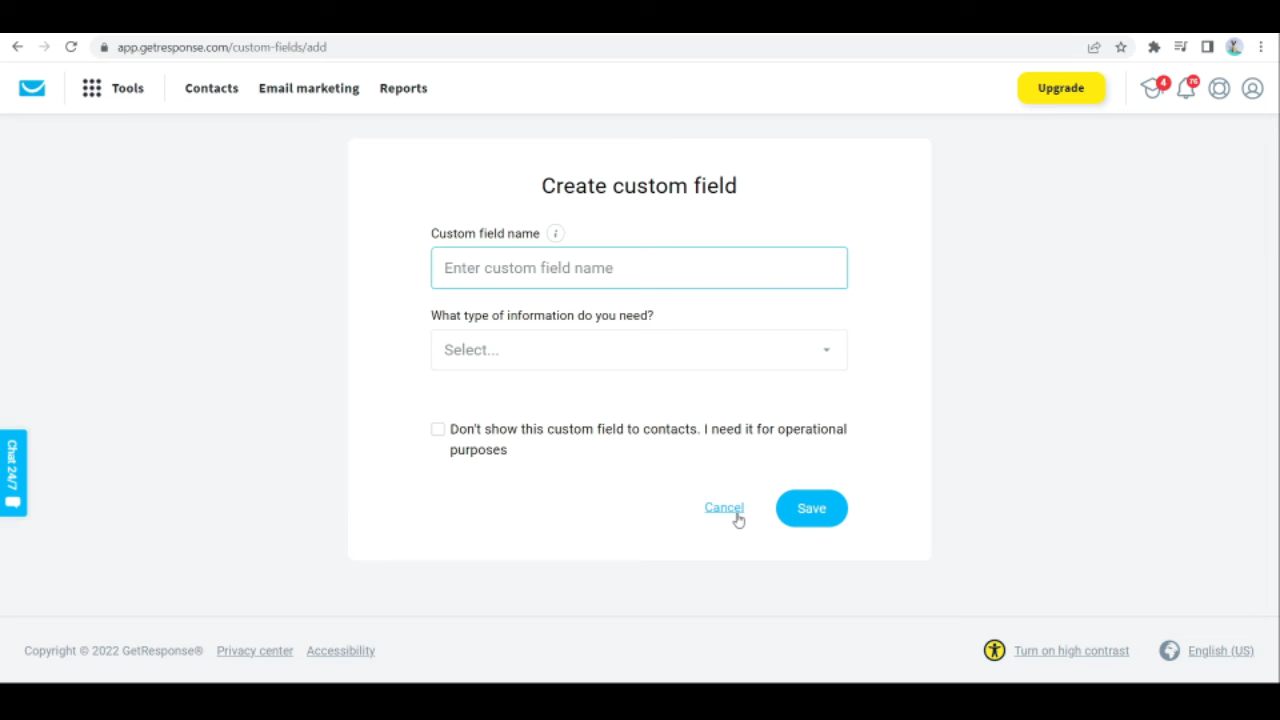 app.getresponse.com/custom-fields/add
Tools Contacts Email marketing Reports Upgrade 4 76
Create custom field
Custom field name i
Enter custom field name
What type of information do you need?
Select...
Don't show this custom field to contacts. I need it for operational
purposes
Cancel Save
Chat 24/7
Copyright © 2022 GetResponse® Privacy center Accessibility Turn on high contrast English (US)